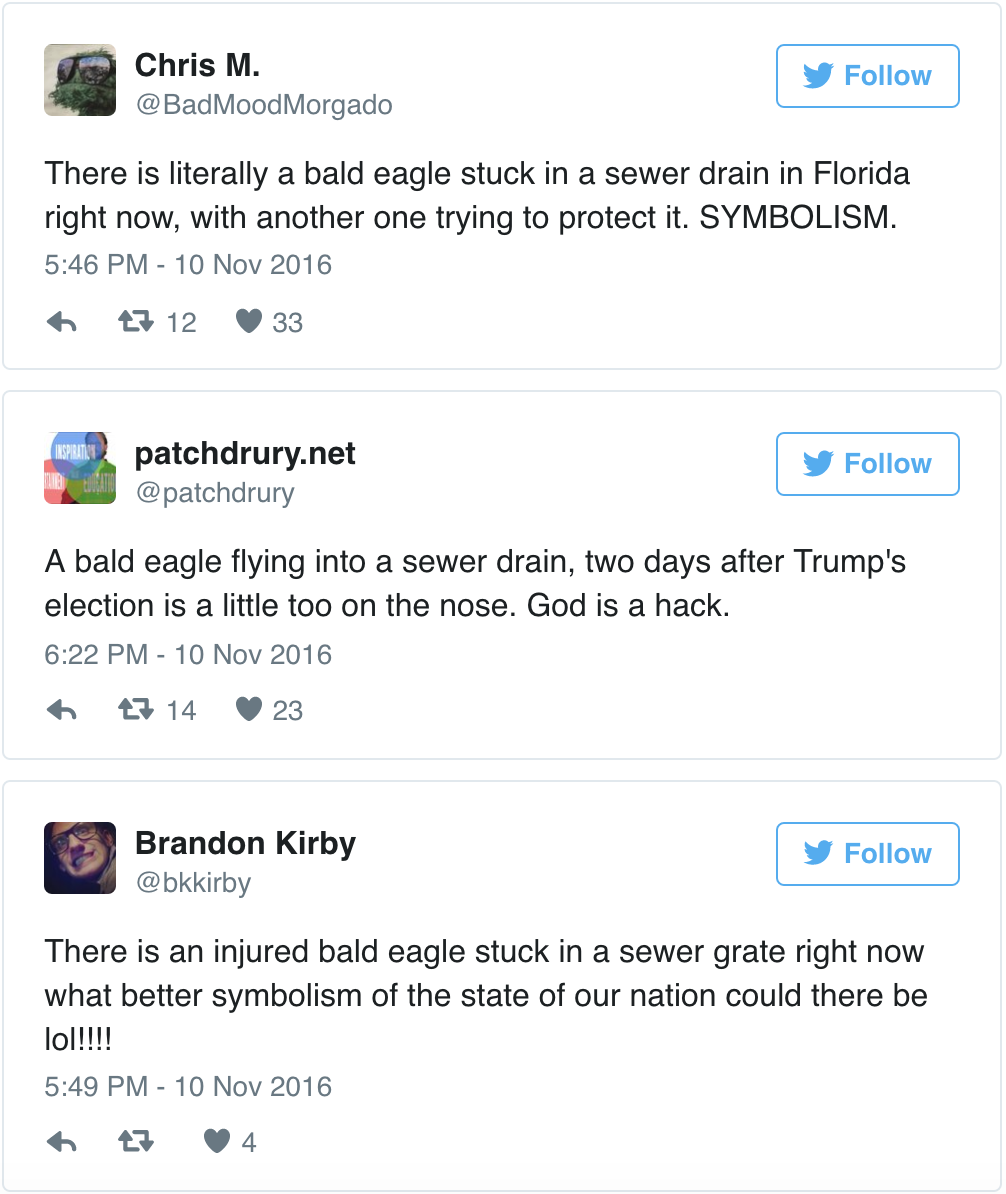 Chris M.
@BadMoodMorgado
Follow
There is literally a bald eagle stuck in a sewer drain in Florida
right now, with another one trying to protect it. SYMBOLISM.
5:46 PM - 10 Nov 2016
12 33
INSPIRATION
patchdrury.net
@patchdrury
Follow
A bald eagle flying into a sewer drain, two days after Trump's
election is a little too on the nose. God is a hack.
6:22 PM - 10 Nov 2016
14 23
Brandon Kirby
@bkkirby
Follow
There is an injured bald eagle stuck in a sewer grate right now
what better symbolism of the state of our nation could there be
lol!!!!
5:49 PM - 10 Nov 2016
4